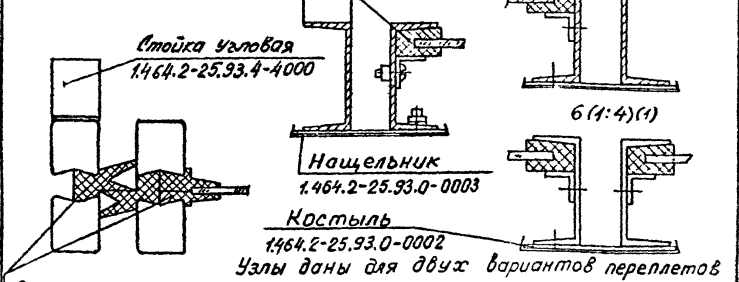 Стойка угловая
1.464.2-25.93.4-4000
6(1:4)(1)
Нащельник
1.464.2-25.93.0-0003
Костыль
1.464.2-25.93.0-0002
Узлы даны для двух вариантов переплетов